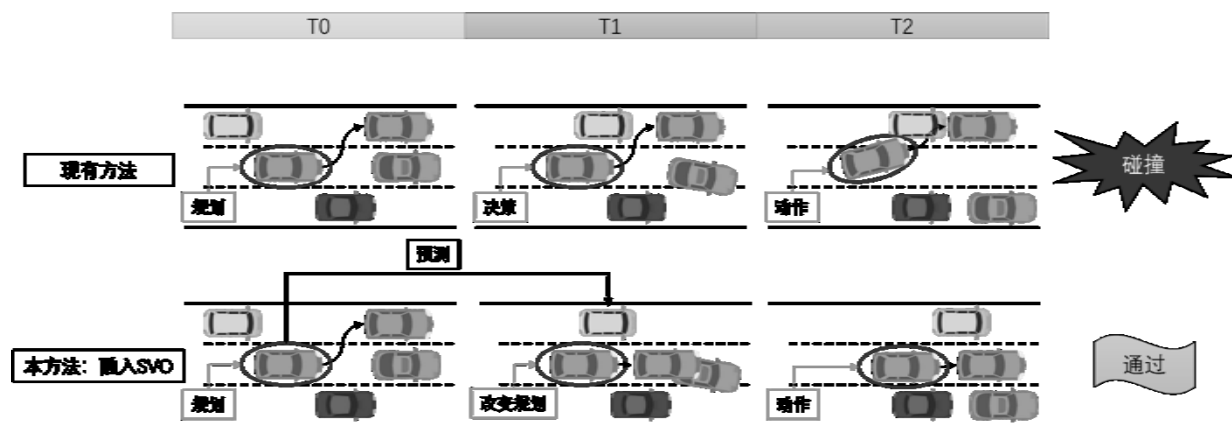 T0 T1 T2
现有方法
规划
决策
动作
碰撞
预测
本方法：融入SVO
规划
改变规划
动作
通过